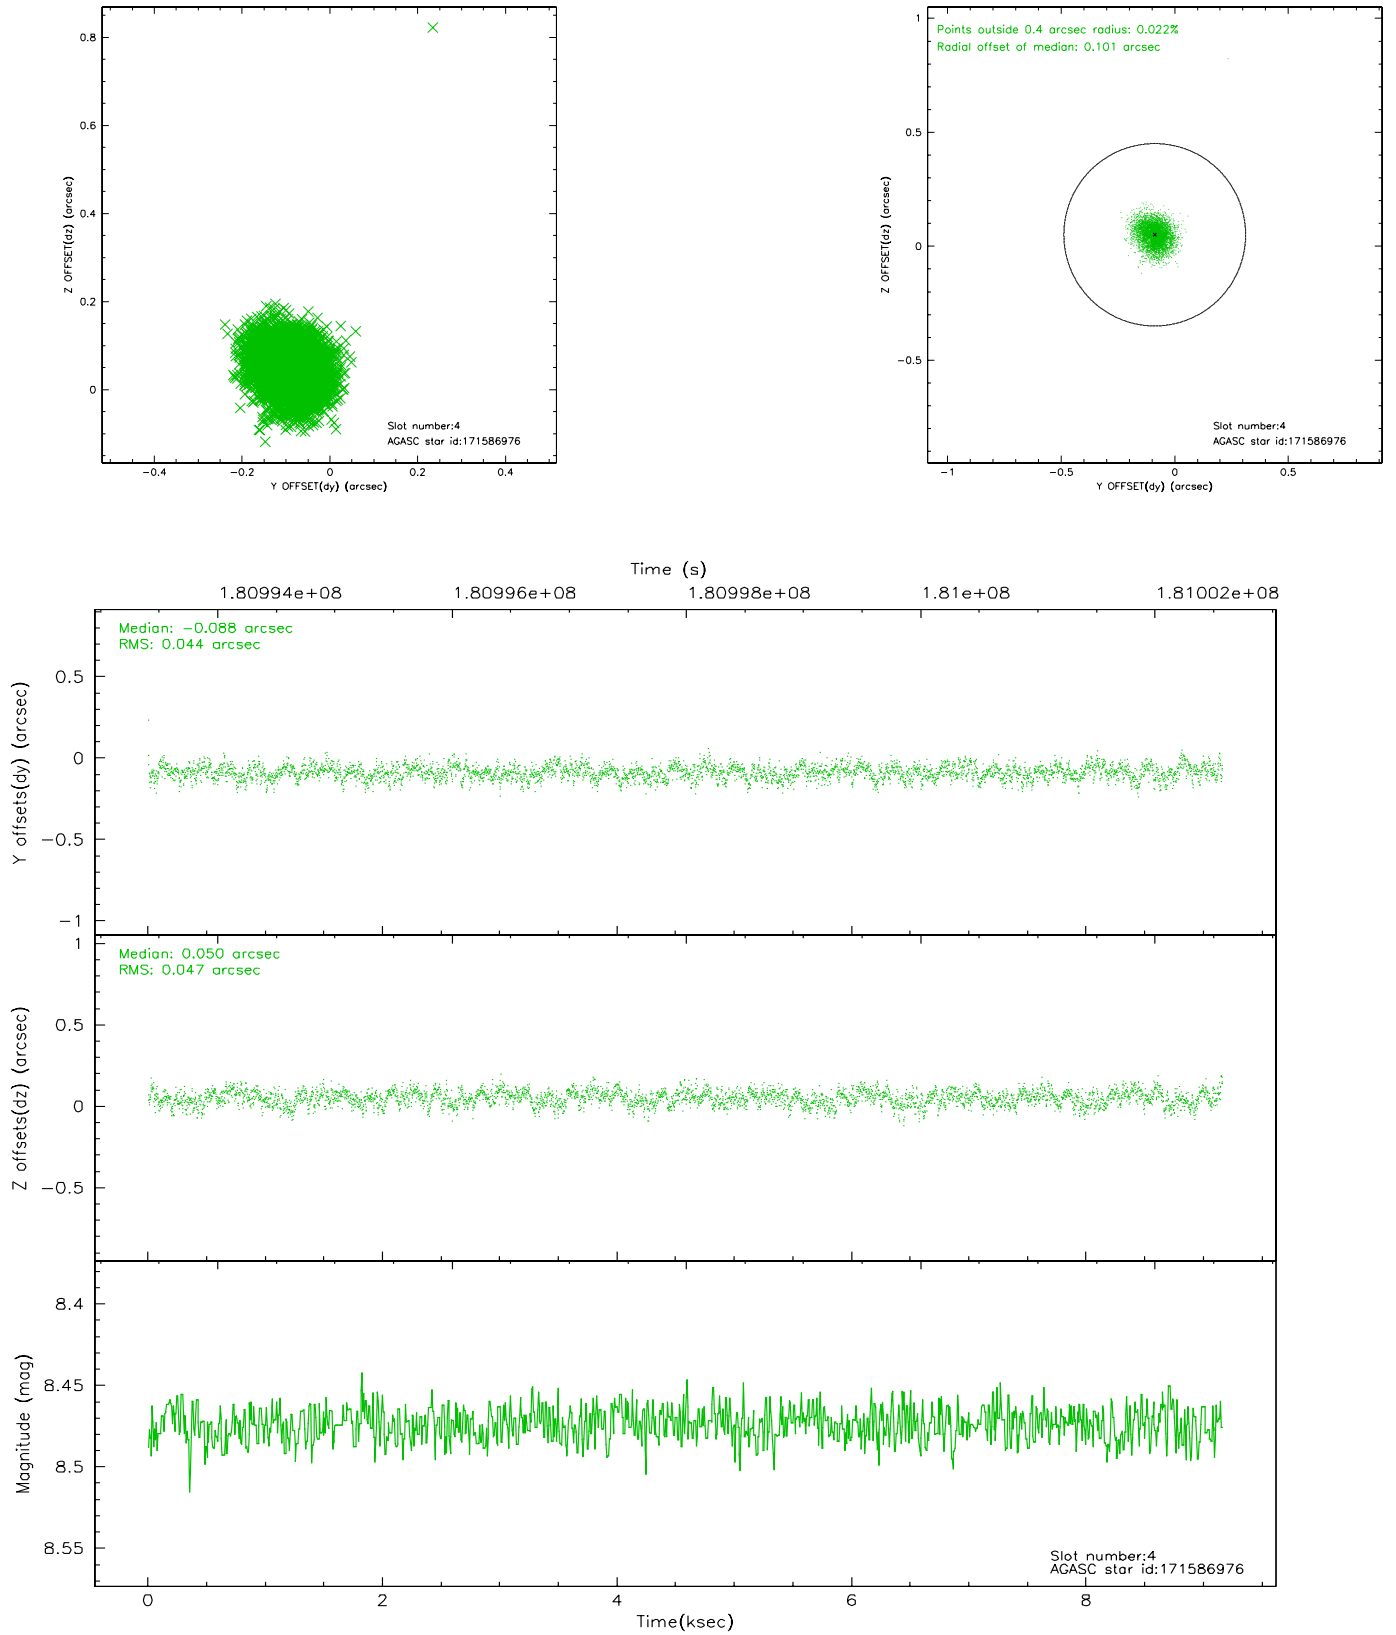 0.8
0.6
0.4
0.2
0
Z OFFSET(dz) (arcsec)
Slot number:4
AGASC star id:171586976
−0.4 −0.2 0 0.2 0.4
Y OFFSET(dy) (arcsec)
Points outside 0.4 arcsec radius: 0.022%
Radial offset of median: 0.101 arcsec
1
0.5
0
−0.5
Z OFFSET(dz) (arcsec)
Slot number:4
AGASC star id:171586976
−1 −0.5 0 0.5
Y OFFSET(dy) (arcsec)
Time (s)
1.80994e+08 1.80996e+08 1.80998e+08 1.81e+08 1.81002e+08
Median: −0.088 arcsec
RMS: 0.044 arcsec
0.5
0
−0.5
−1
Y offsets(dy) (arcsec)
Median: 0.050 arcsec
RMS: 0.047 arcsec
1
0.5
0
−0.5
Z offsets(dz) (arcsec)
8.4
8.45
8.5
8.55
Magnitude (mag)
Slot number:4
AGASC star id:171586976
0 2 4 6 8
Time(ksec)